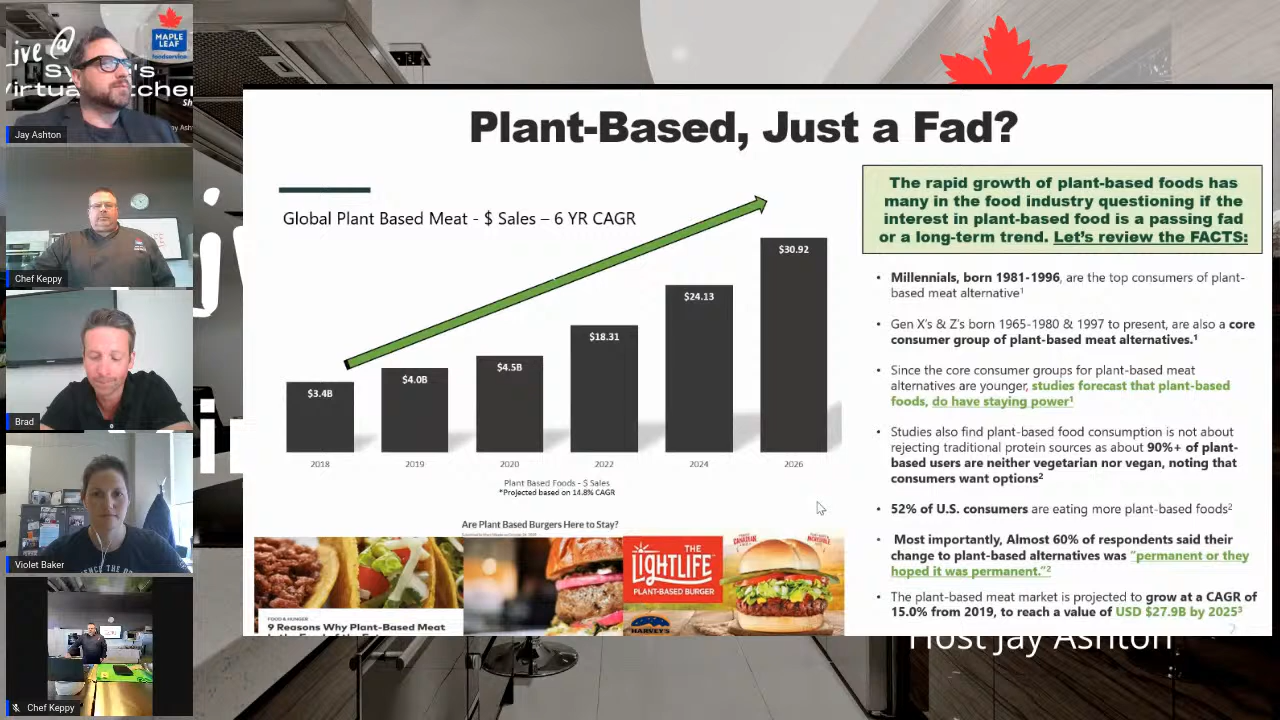 Live @
Virtual
MAPLE
LEAF
foodservice
Jay Ashton
Chef Keppy
Brad
Violet Baker
Chef Keppy
Plant-Based, Just a Fad?
Global Plant Based Meat - $ Sales – 6 YR CAGR
$3.4B
$4.0B
$4.5B
$18.31
$24.13
$30.92
2018
2019
2020
2022
2024
2026
Plant Based Foods - $ Sales
*Projected based on 14.8% CAGR
The rapid growth of plant-based foods has
many in the food industry questioning if the
interest in plant-based food is a passing fad
or a long-term trend. Let's review the FACTS:
• Millennials, born 1981-1996, are the top consumers of plant-
based meat alternative¹
• Gen X's & Z's born 1965-1980 & 1997 to present, are also a core
consumer group of plant-based meat alternatives.¹
• Since the core consumer groups for plant-based meat
alternatives are younger, studies forecast that plant-based
foods, do have staying power¹
• Studies also find plant-based food consumption is not about
rejecting traditional protein sources as about 90%+ of plant-
based users are neither vegetarian nor vegan, noting that
consumers want options²
• 52% of U.S. consumers are eating more plant-based foods²
• Most importantly, Almost 60% of respondents said their
change to plant-based alternatives was "permanent or they
hoped it was permanent."²
• The plant-based meat market is projected to grow at a CAGR of
15.0% from 2019, to reach a value of USD $27.9B by 2025³
Are Plant Based Burgers Here to Stay?
FOOD & HUNGER
9 Reasons Why Plant-Based Meat
THE
LIGHTLIFE
PLANT-BASED BURGER
HARVEY'S
Host Jay Ashton